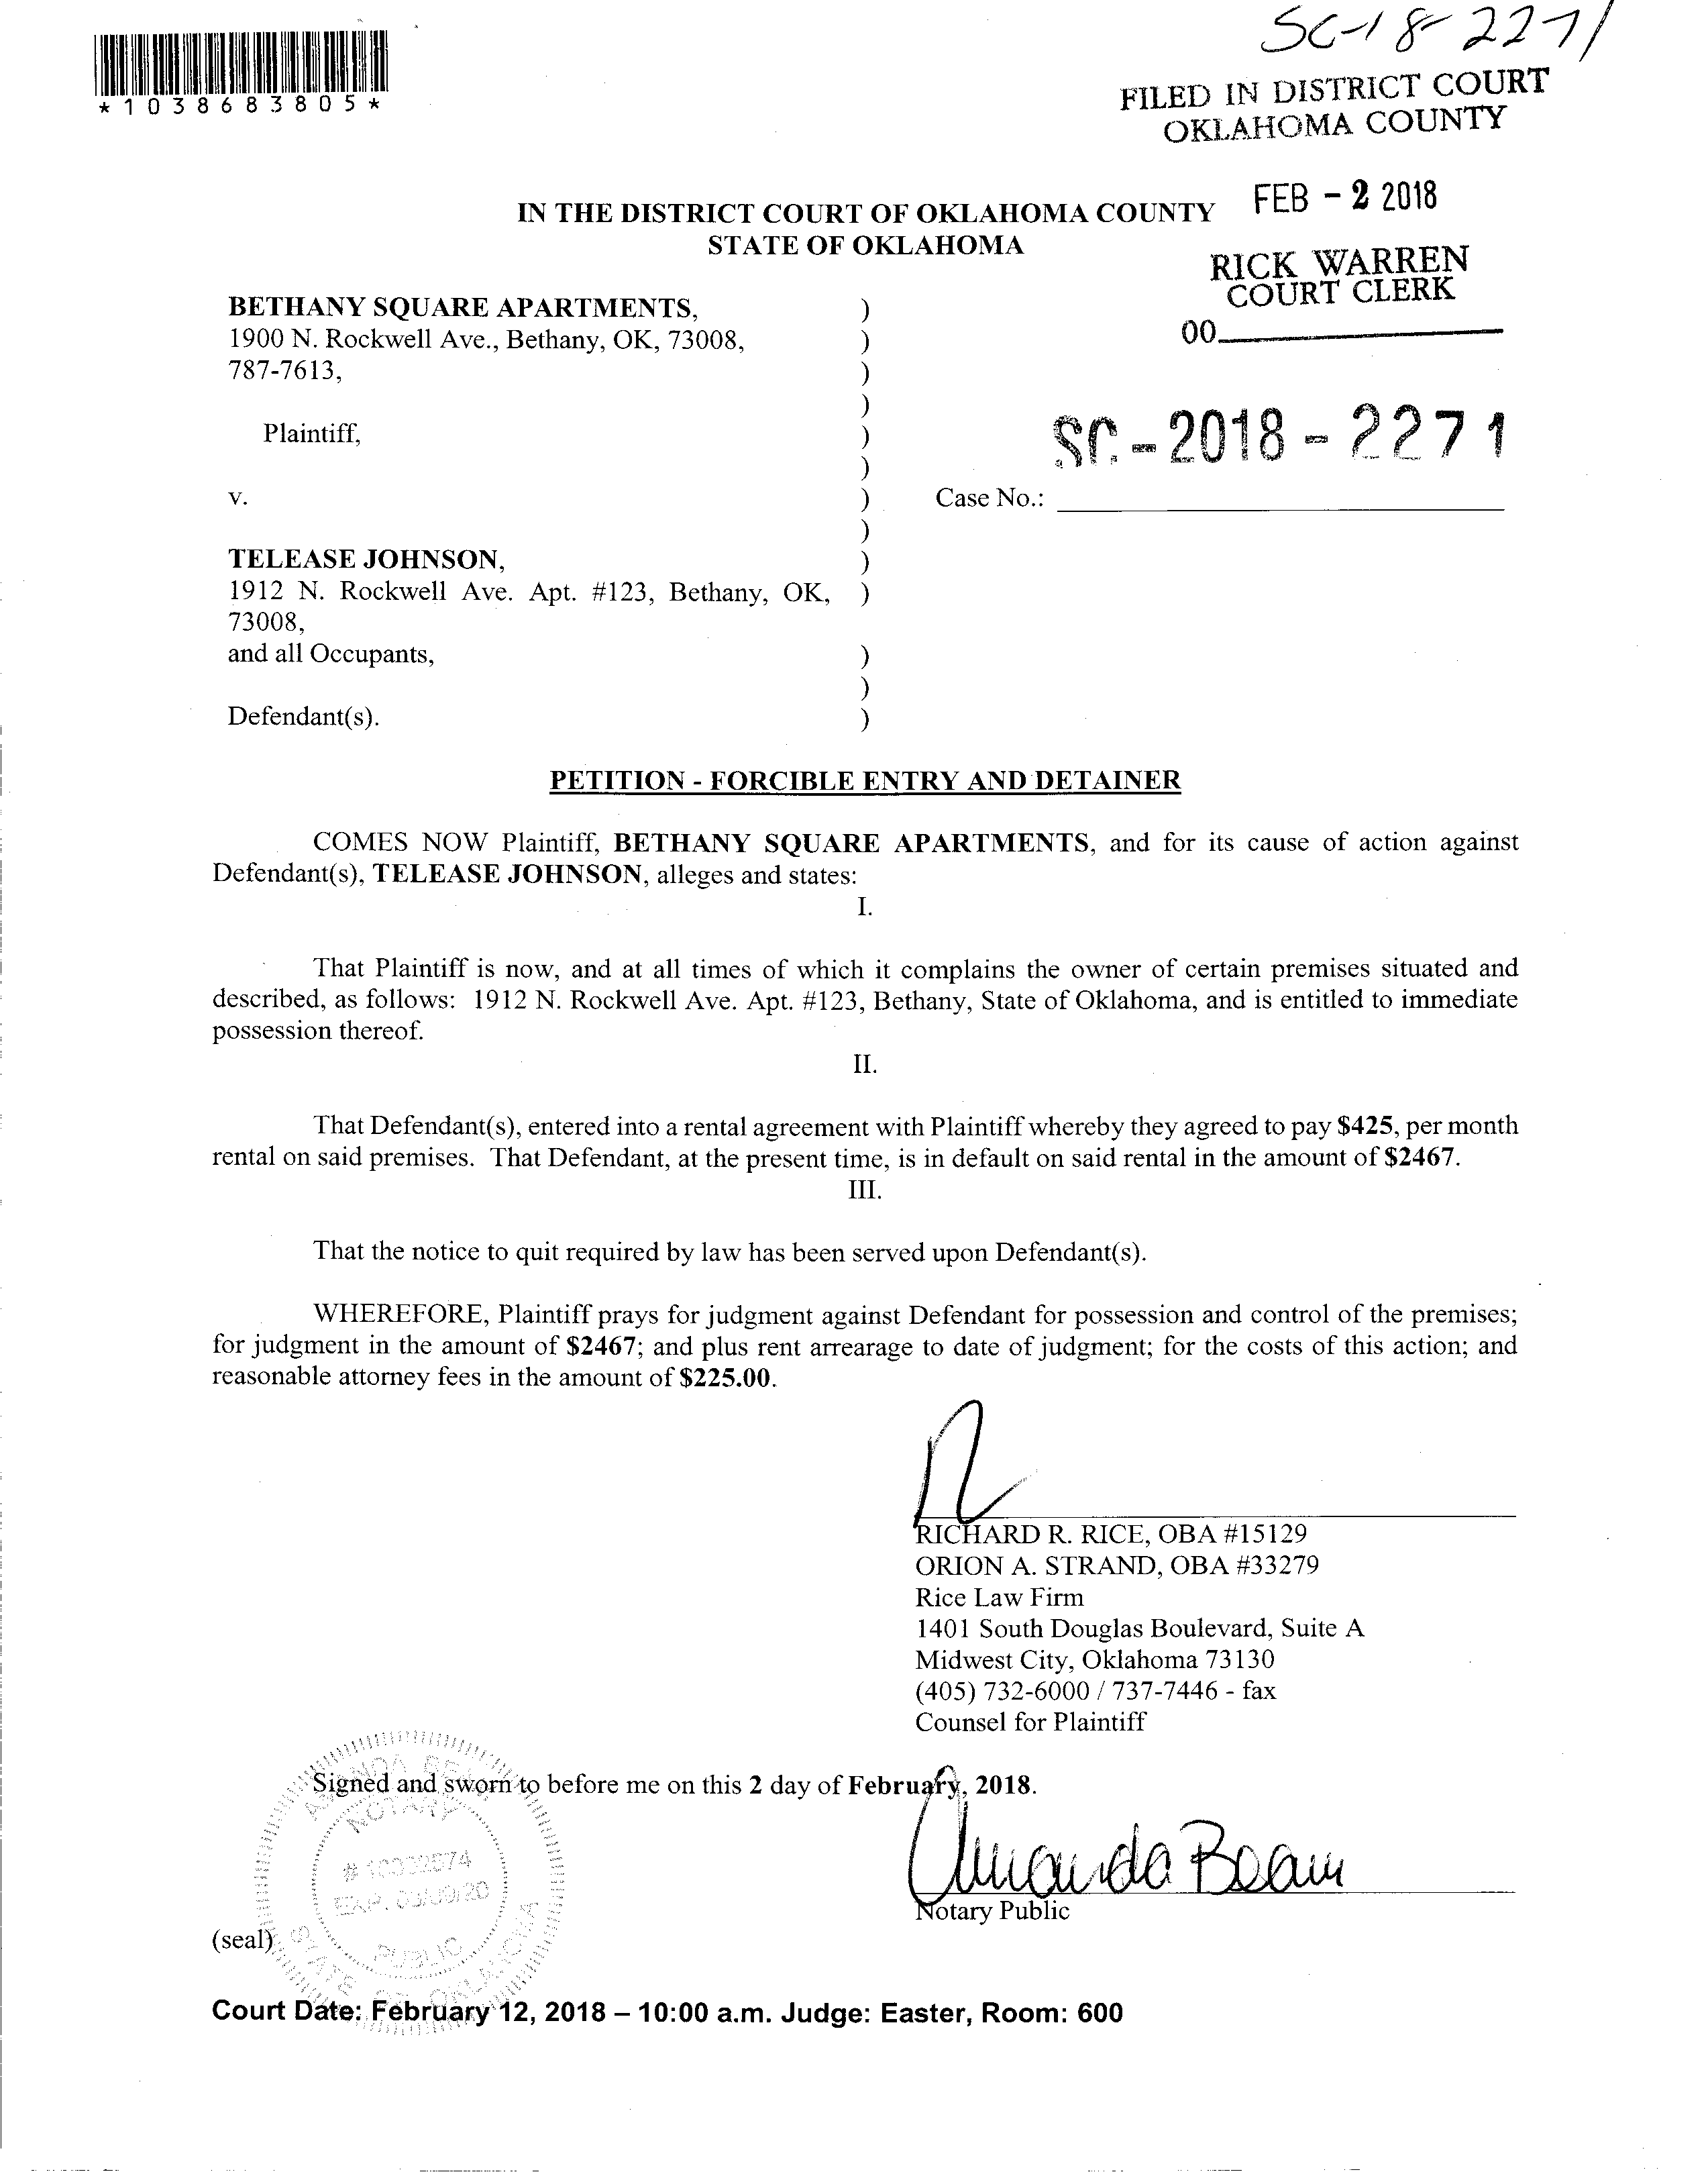 SC-18-2271
*1038683805*
FILED IN DISTRICT COURT
OKLAHOMA COUNTY
FEB - 2 2018
IN THE DISTRICT COURT OF OKLAHOMA COUNTY
STATE OF OKLAHOMA
RICK WARREN
COURT CLERK
00
BETHANY SQUARE APARTMENTS, )
1900 N. Rockwell Ave., Bethany, OK, 73008, )
787-7613, )
)
Plaintiff, )
)
SC-2018-2271
v. ) Case No.:
)
TELEASE JOHNSON, )
1912 N. Rockwell Ave. Apt. #123, Bethany, OK, )
73008,
and all Occupants, )
)
Defendant(s). )
PETITION - FORCIBLE ENTRY AND DETAINER
COMES NOW Plaintiff, BETHANY SQUARE APARTMENTS, and for its cause of action against
Defendant(s), TELEASE JOHNSON, alleges and states:
I.
That Plaintiff is now, and at all times of which it complains the owner of certain premises situated and
described, as follows: 1912 N. Rockwell Ave. Apt. #123, Bethany, State of Oklahoma, and is entitled to immediate
possession thereof.
II.
That Defendant(s), entered into a rental agreement with Plaintiff whereby they agreed to pay $425, per month
rental on said premises. That Defendant, at the present time, is in default on said rental in the amount of $2467.
III.
That the notice to quit required by law has been served upon Defendant(s).
WHEREFORE, Plaintiff prays for judgment against Defendant for possession and control of the premises;
for judgment in the amount of $2467; and plus rent arrearage to date of judgment; for the costs of this action; and
reasonable attorney fees in the amount of $225.00.
RICHARD R. RICE, OBA #15129
ORION A. STRAND, OBA #33279
Rice Law Firm
1401 South Douglas Boulevard, Suite A
Midwest City, Oklahoma 73130
(405) 732-6000 / 737-7446 - fax
Counsel for Plaintiff
Signed and sworn to before me on this 2 day of February, 2018.
Amanda Beam
Notary Public
NOTARY
PUBLIC
STATE OF OKLAHOMA
(seal)
Court Date: February 12, 2018 – 10:00 a.m. Judge: Easter, Room: 600